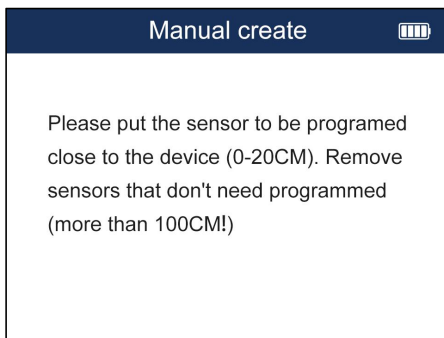 Manual create
Please put the sensor to be programed
close to the device (0-20CM). Remove
sensors that don't need programmed
(more than 100CM!)